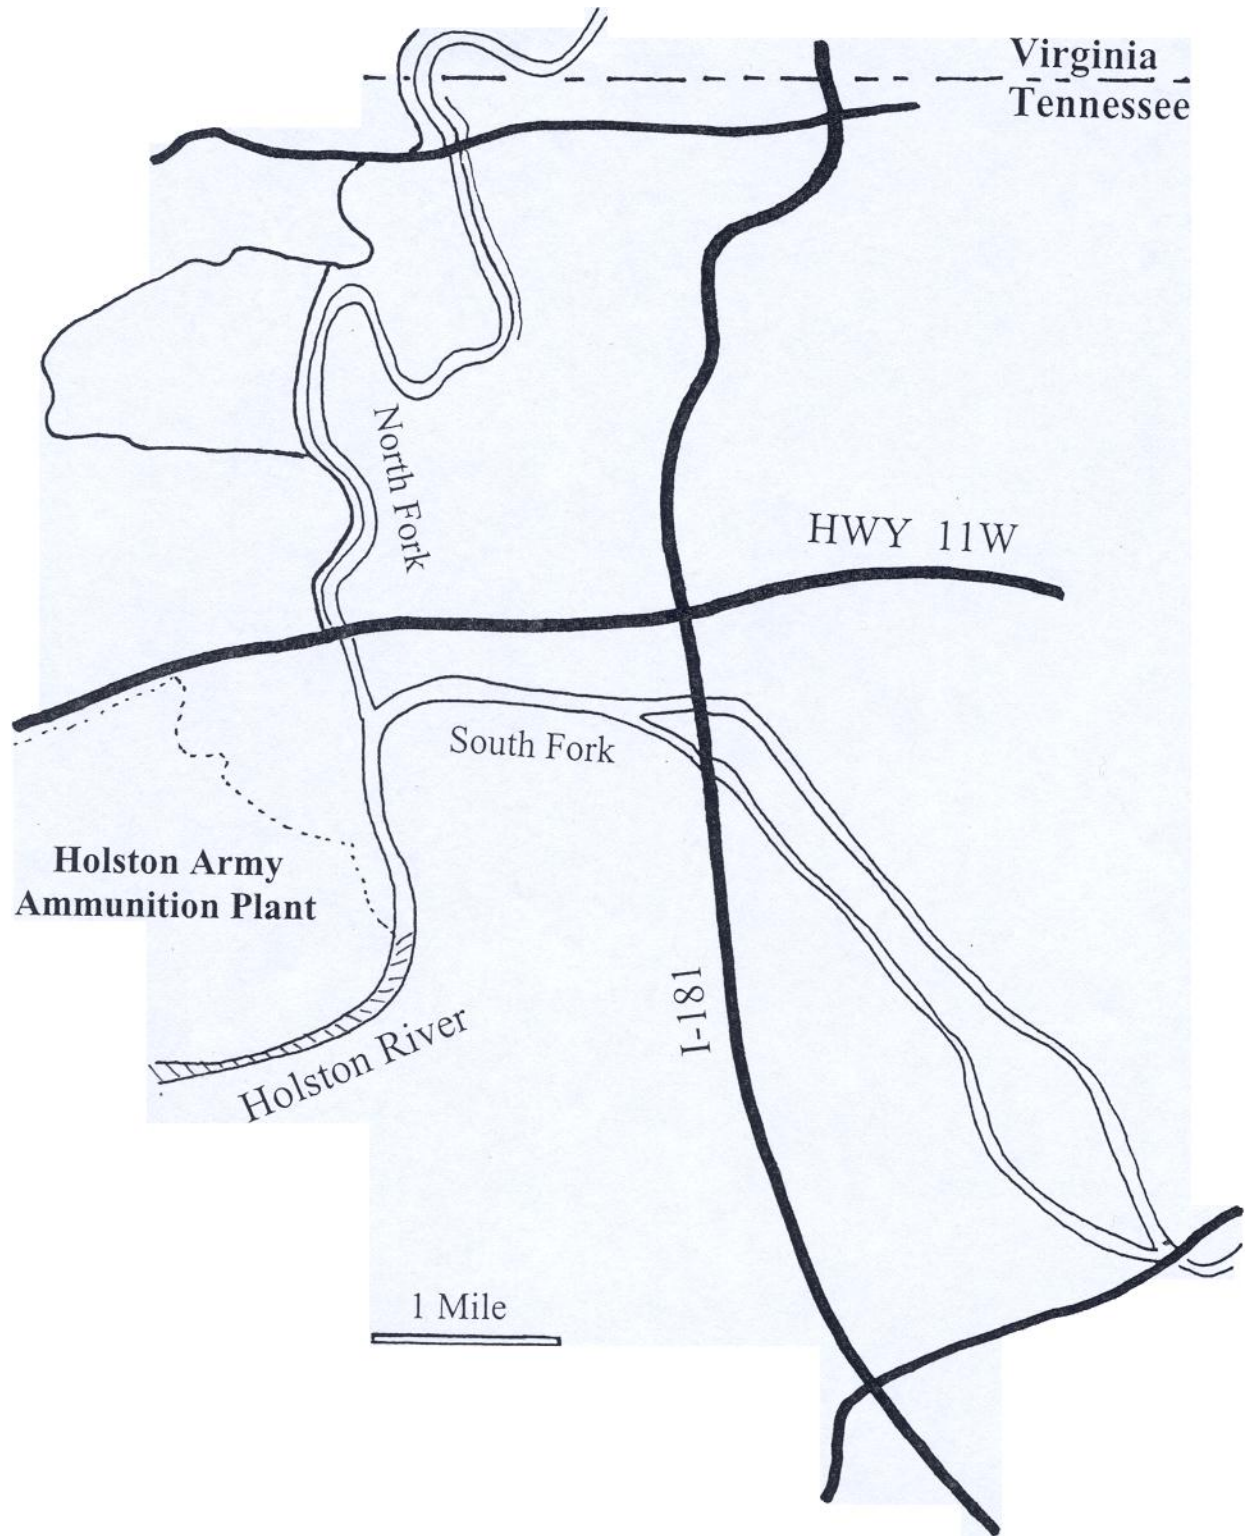 Virginia
Tennessee
North Fork
HWY 11W
South Fork
Holston Army
Ammunition Plant
I-181
Holston River
1 Mile